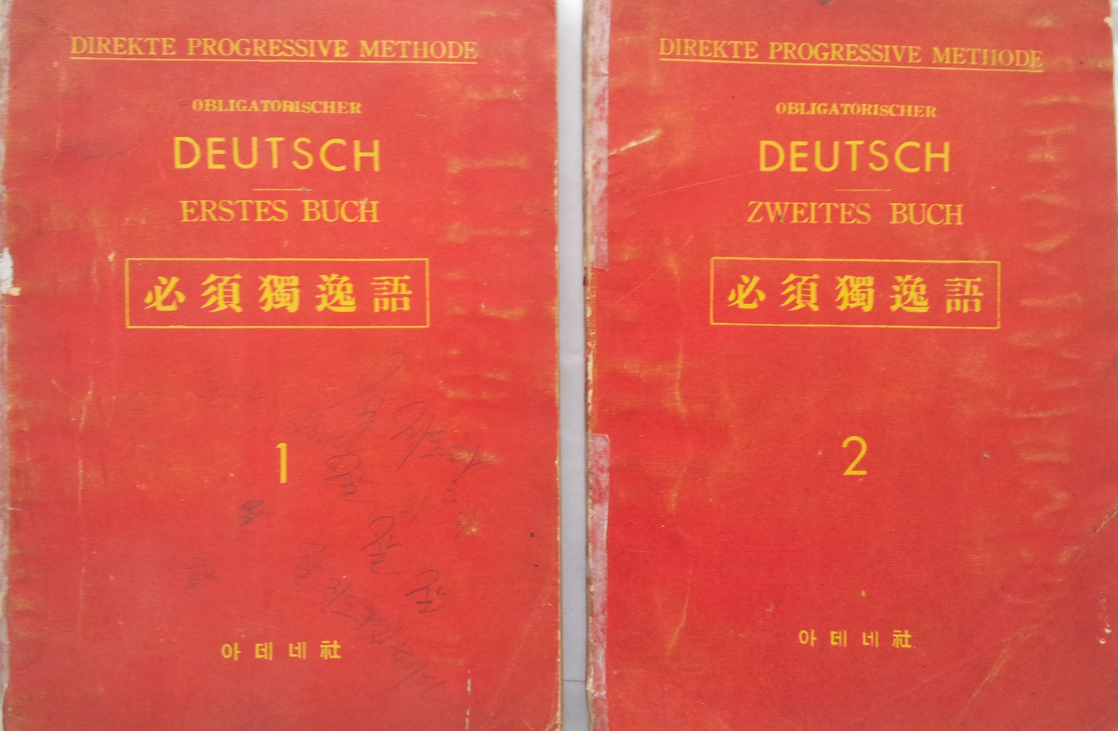 DIREKTE PROGRESSIVE METHODE
OBLIGATORISCHER
DEUTSCH
ERSTES BUCH
必須獨逸語
1
아데네社
DIREKTE PROGRESSIVE METHODE
OBLIGATORISCHER
DEUTSCH
ZWEITES BUCH
必須獨逸語
2
아데네社